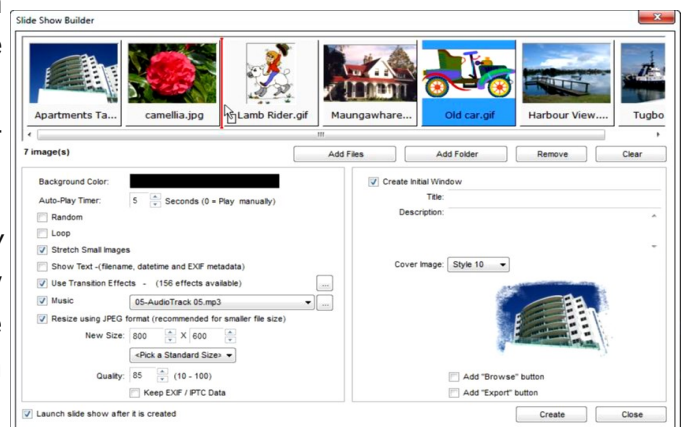 Slide Show Builder
Apartments Ta... camellia.jpg Lamb Rider.gif Maungawhare... Old car.gif Harbour View.... Tugbo
7 image(s) Add Files Add Folder Remove Clear
Background Color:
Auto-Play Timer: 5 Seconds (0 = Play manually)
Random
Loop
Stretch Small Images
Show Text -(filename, datetime and EXIF metadata)
Use Transition Effects - (156 effects available) ...
Music 05-AudioTrack 05.mp3 ...
Resize using JPEG format (recommended for smaller file size)
New Size: 800 X 600
<Pick a Standard Size>
Quality: 85 (10 - 100)
Keep EXIF / IPTC Data
Create Initial Window
Title:
Description:
Cover Image: Style 10
Add "Browse" button
Add "Export" button
Launch slide show after it is created Create Close